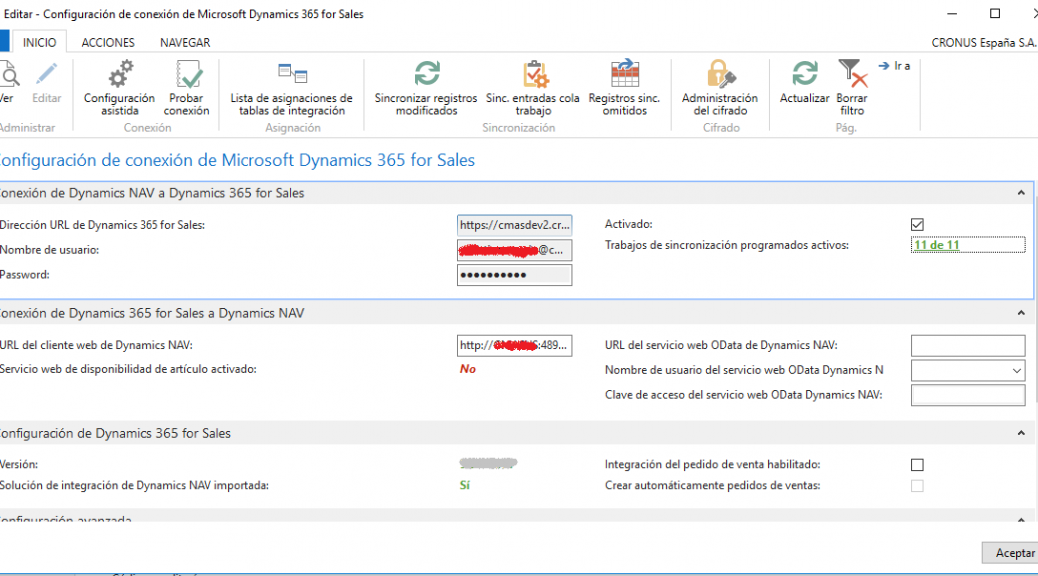 Editar - Configuración de conexión de Microsoft Dynamics 365 for Sales
INICIO ACCIONES NAVEGAR CRONUS España S.A.
Ver Editar Configuración asistida Probar conexión Lista de asignaciones de tablas de integración Sincronizar registros modificados Sinc. entradas cola trabajo Registros sinc. omitidos Administración del cifrado Actualizar Borrar filtro Ir a
Administrar Conexión Asignación Sincronización Cifrado Pág.
onfiguración de conexión de Microsoft Dynamics 365 for Sales
onexión de Dynamics NAV a Dynamics 365 for Sales
Dirección URL de Dynamics 365 for Sales: https://cmasdev2.cr... Activado:
Nombre de usuario: @c... Trabajos de sincronización programados activos: 11 de 11
Password: ●●●●●●●●●●
onexión de Dynamics 365 for Sales a Dynamics NAV
URL del cliente web de Dynamics NAV: http:// :489... URL del servicio web OData de Dynamics NAV:
Servicio web de disponibilidad de artículo activado: No Nombre de usuario del servicio web OData Dynamics N
Clave de acceso del servicio web OData Dynamics NAV:
onfiguración de Dynamics 365 for Sales
Versión: Integración del pedido de venta habilitado:
Solución de integración de Dynamics NAV importada: Sí Crear automáticamente pedidos de ventas:
onfiguración avanzada
Aceptar